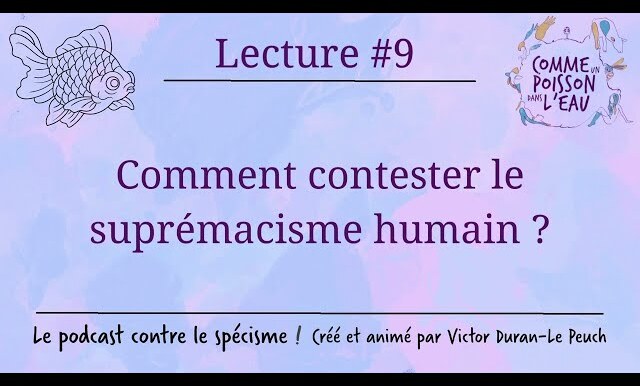 Lecture #9
COMME UN
POISSON
DANS L'EAU
Comment contester le
suprémacisme humain ?
Le podcast contre le spécisme ! Créé et animé par Victor Duran-Le Peuch